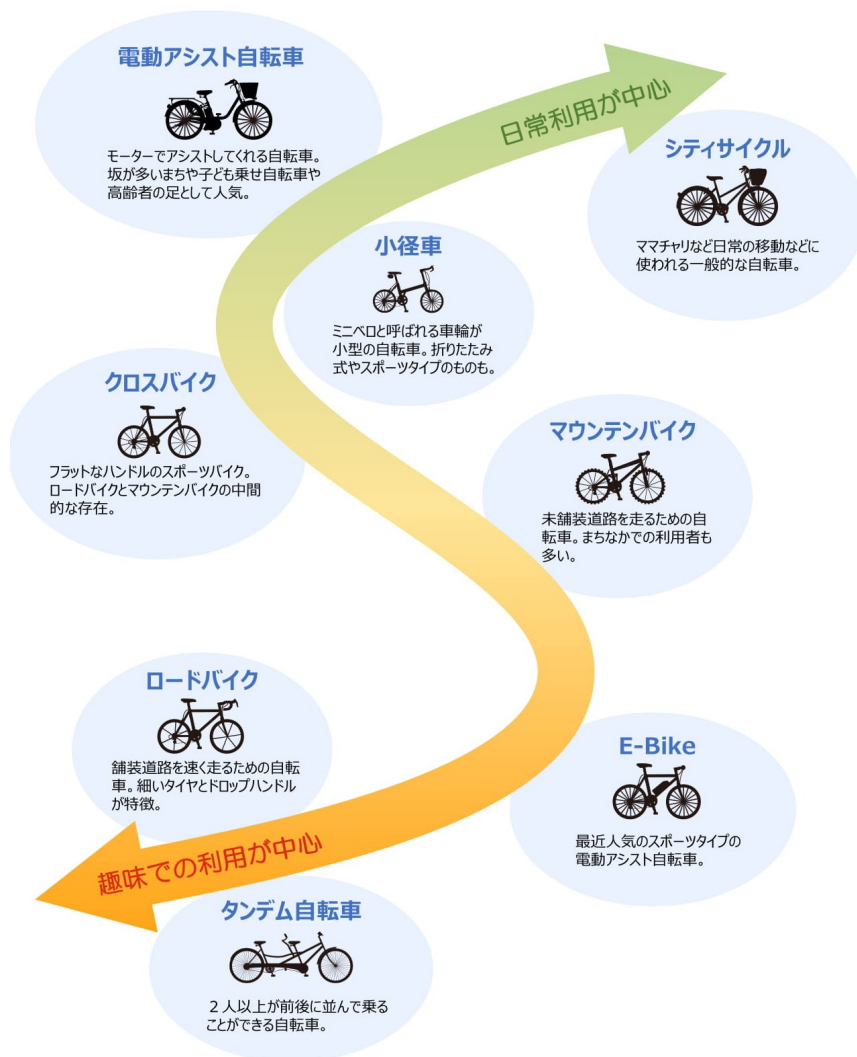 電動アシスト自転車
モーターでアシストしてくれる自転車。
坂が多いまちや子ども乗せ自転車や
高齢者の足として人気。
日常利用が中心
シティサイクル
ママチャリなど日常の移動などに
使われる一般的な自転車。
小径車
ミニベロと呼ばれる車輪が
小型の自転車。折りたたみ
式やスポーツタイプのものも。
クロスバイク
フラットなハンドルのスポーツバイク。
ロードバイクとマウンテンバイクの中間
的な存在。
マウンテンバイク
未舗装道路を走るための自
転車。まちなかでの利用者も
多い。
ロードバイク
舗装道路を速く走るための自転
車。細いタイヤとドロップハンドル
が特徴。
E-Bike
最近人気のスポーツタイプの
電動アシスト自転車。
趣味での利用が中心
タンデム自転車
２人以上が前後に並んで乗る
ことができる自転車。